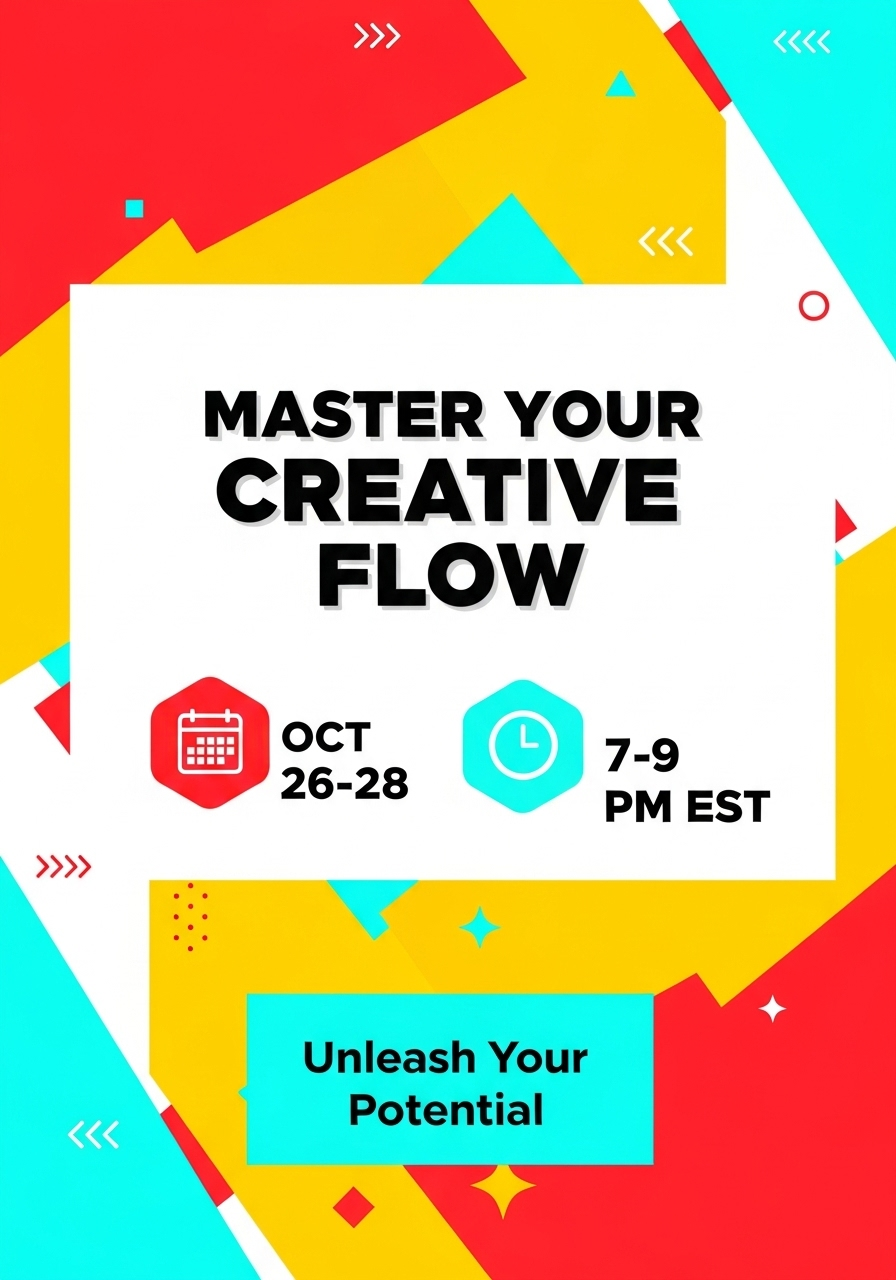 MASTER YOUR
CREATIVE
FLOW
OCT
26-28
7-9
PM EST
Unleash Your
Potential